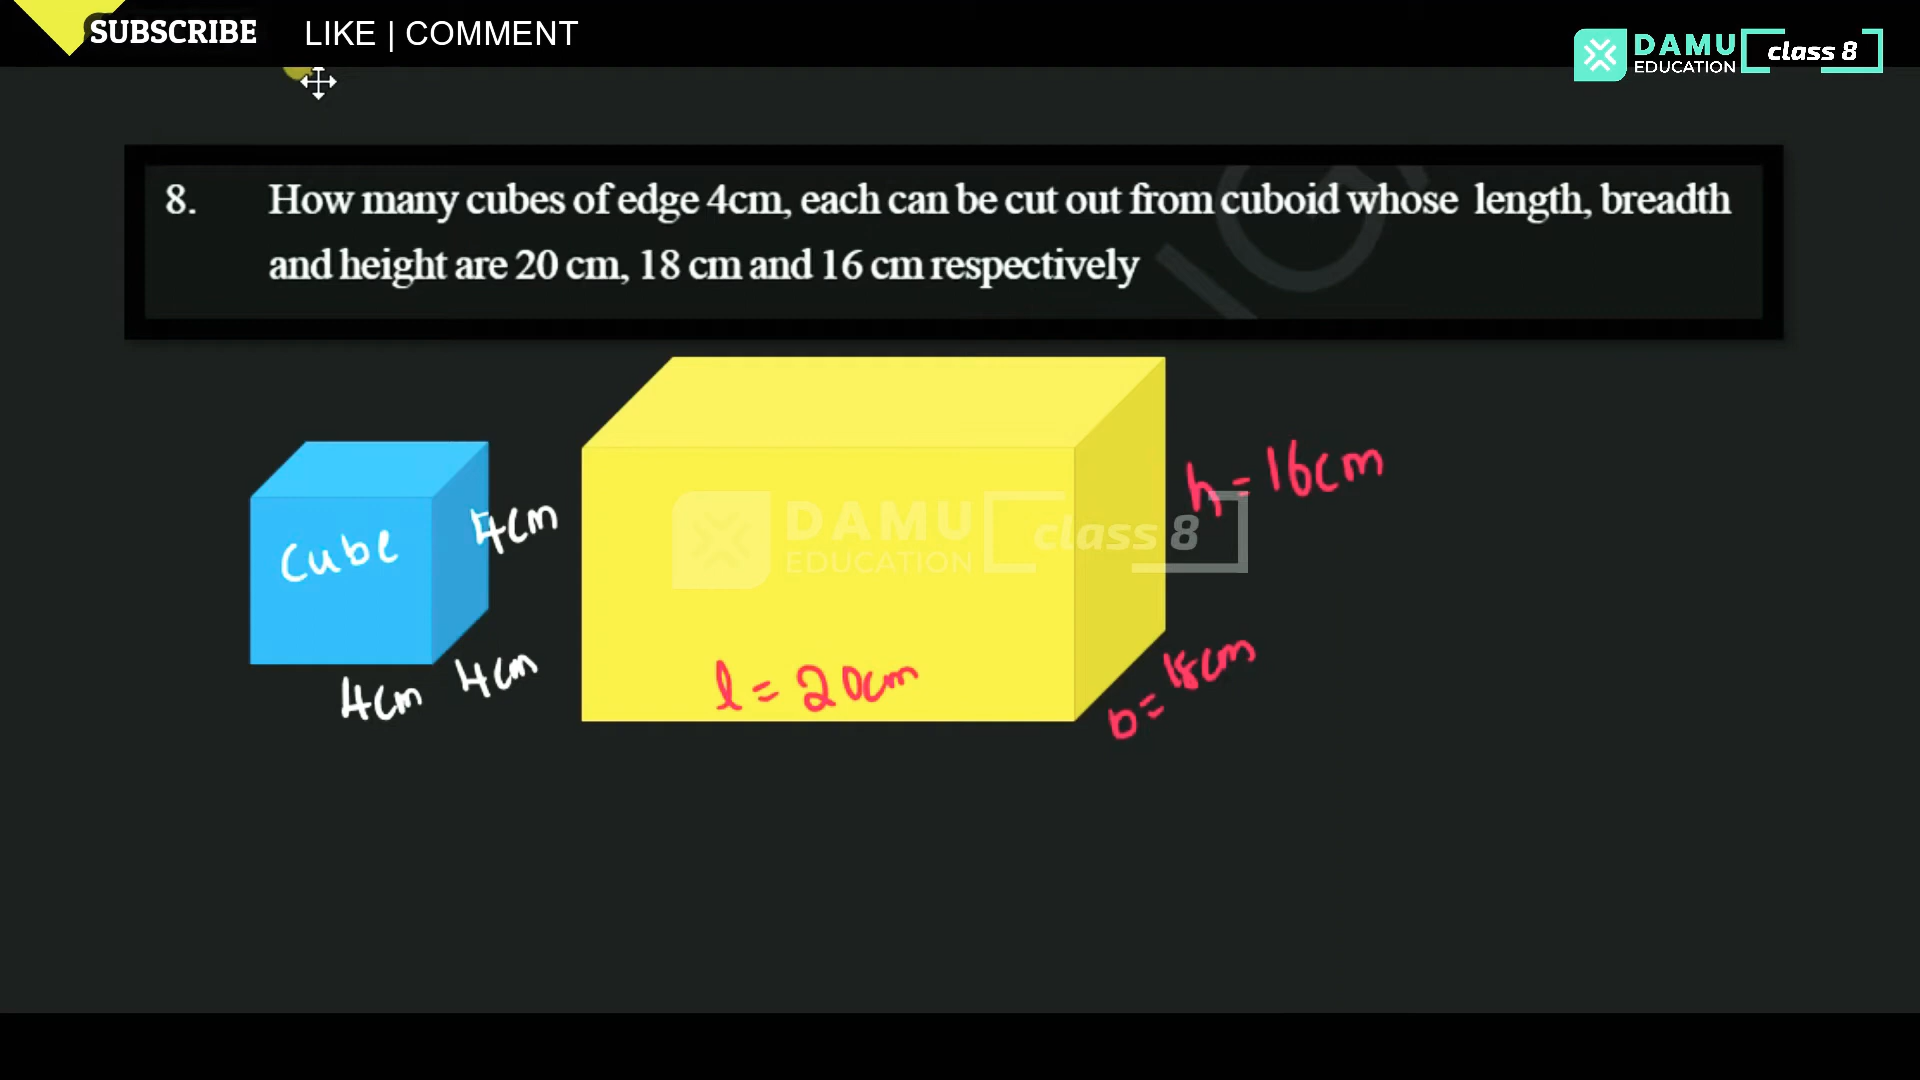 SUBSCRIBE LIKE | COMMENT
DAMU EDUCATION class 8
8. How many cubes of edge 4cm, each can be cut out from cuboid whose length, breadth
and height are 20 cm, 18 cm and 16 cm respectively
h = 16cm
cube
4cm
DAMU EDUCATION class 8
l = 20cm
b = 18cm
4cm
4cm